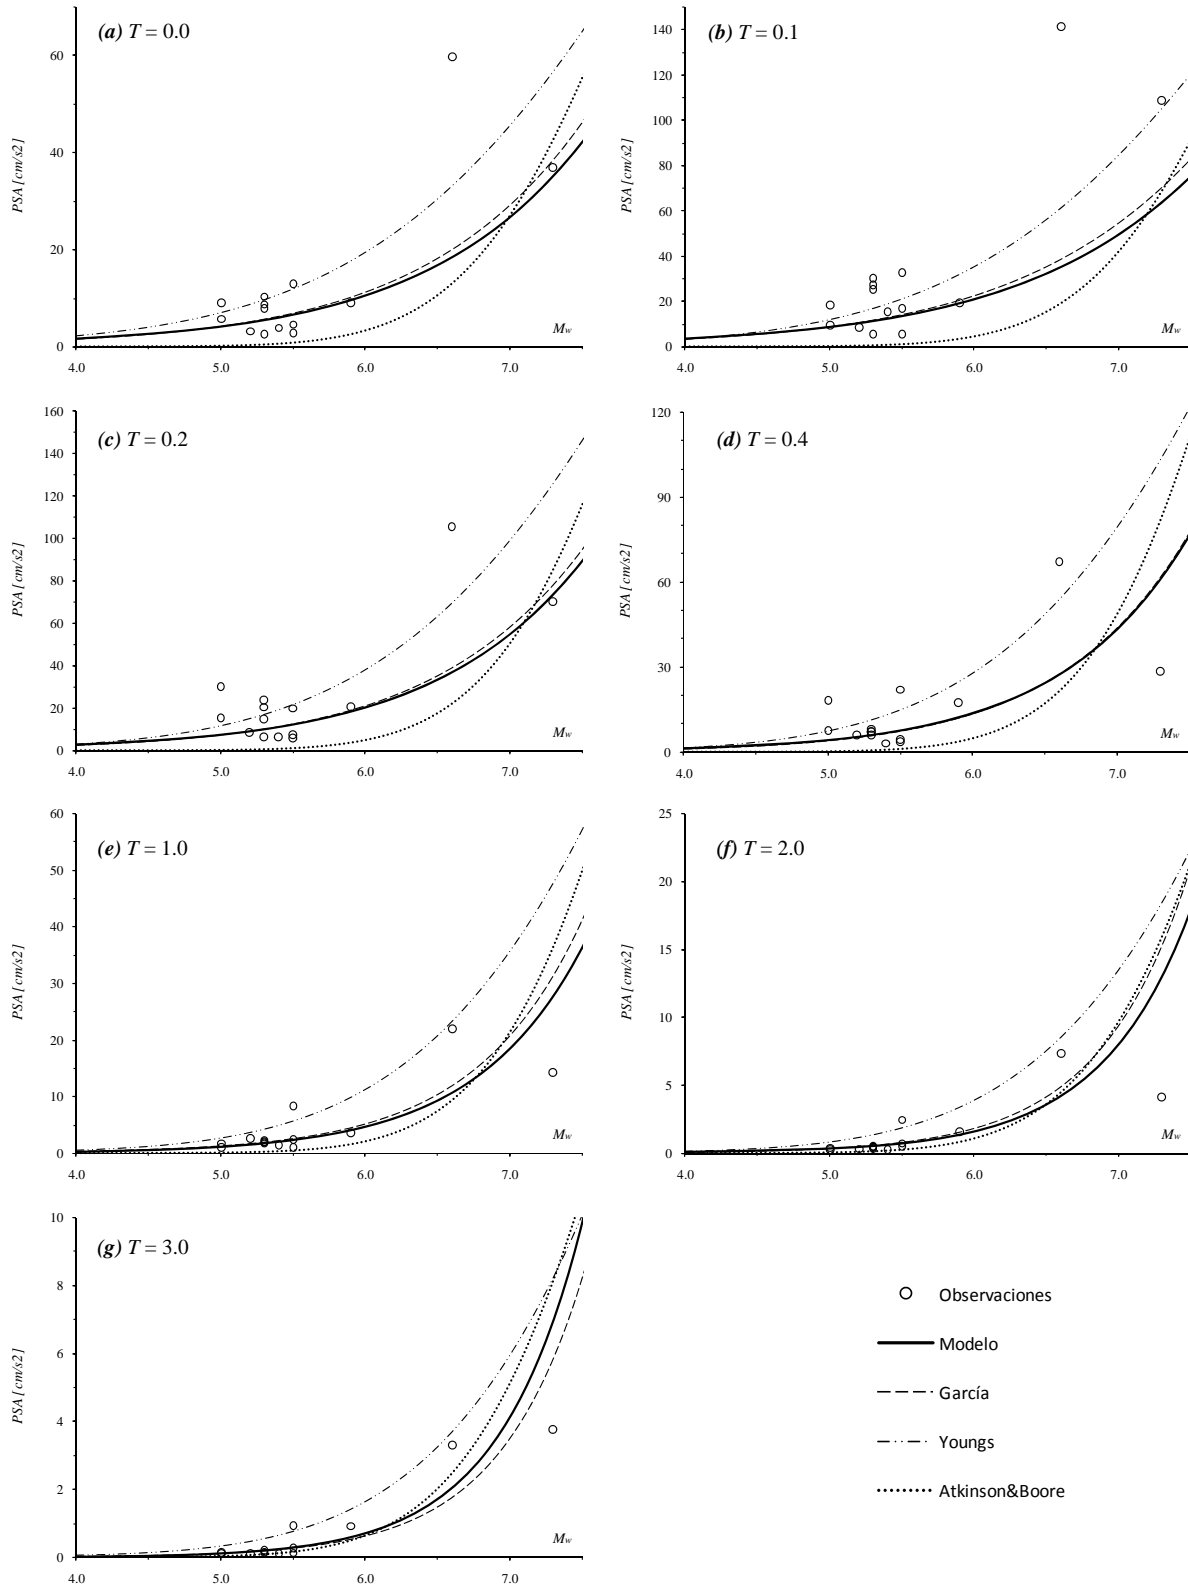 (a) T = 0.0
PSA [cm/s2]
60
40
20
0
Mw
4.0 5.0 6.0 7.0
(b) T = 0.1
PSA [cm/s2]
140
120
100
80
60
40
20
0
Mw
4.0 5.0 6.0 7.0
(c) T = 0.2
PSA [cm/s2]
160
140
120
100
80
60
40
20
0
Mw
4.0 5.0 6.0 7.0
(d) T = 0.4
PSA [cm/s2]
120
90
60
30
0
Mw
4.0 5.0 6.0 7.0
(e) T = 1.0
PSA [cm/s2]
60
50
40
30
20
10
0
Mw
4.0 5.0 6.0 7.0
(f) T = 2.0
PSA [cm/s2]
25
20
15
10
5
0
Mw
4.0 5.0 6.0 7.0
(g) T = 3.0
PSA [cm/s2]
10
8
6
4
2
0
Mw
4.0 5.0 6.0 7.0
Observaciones
Modelo
García
Youngs
Atkinson&Boore